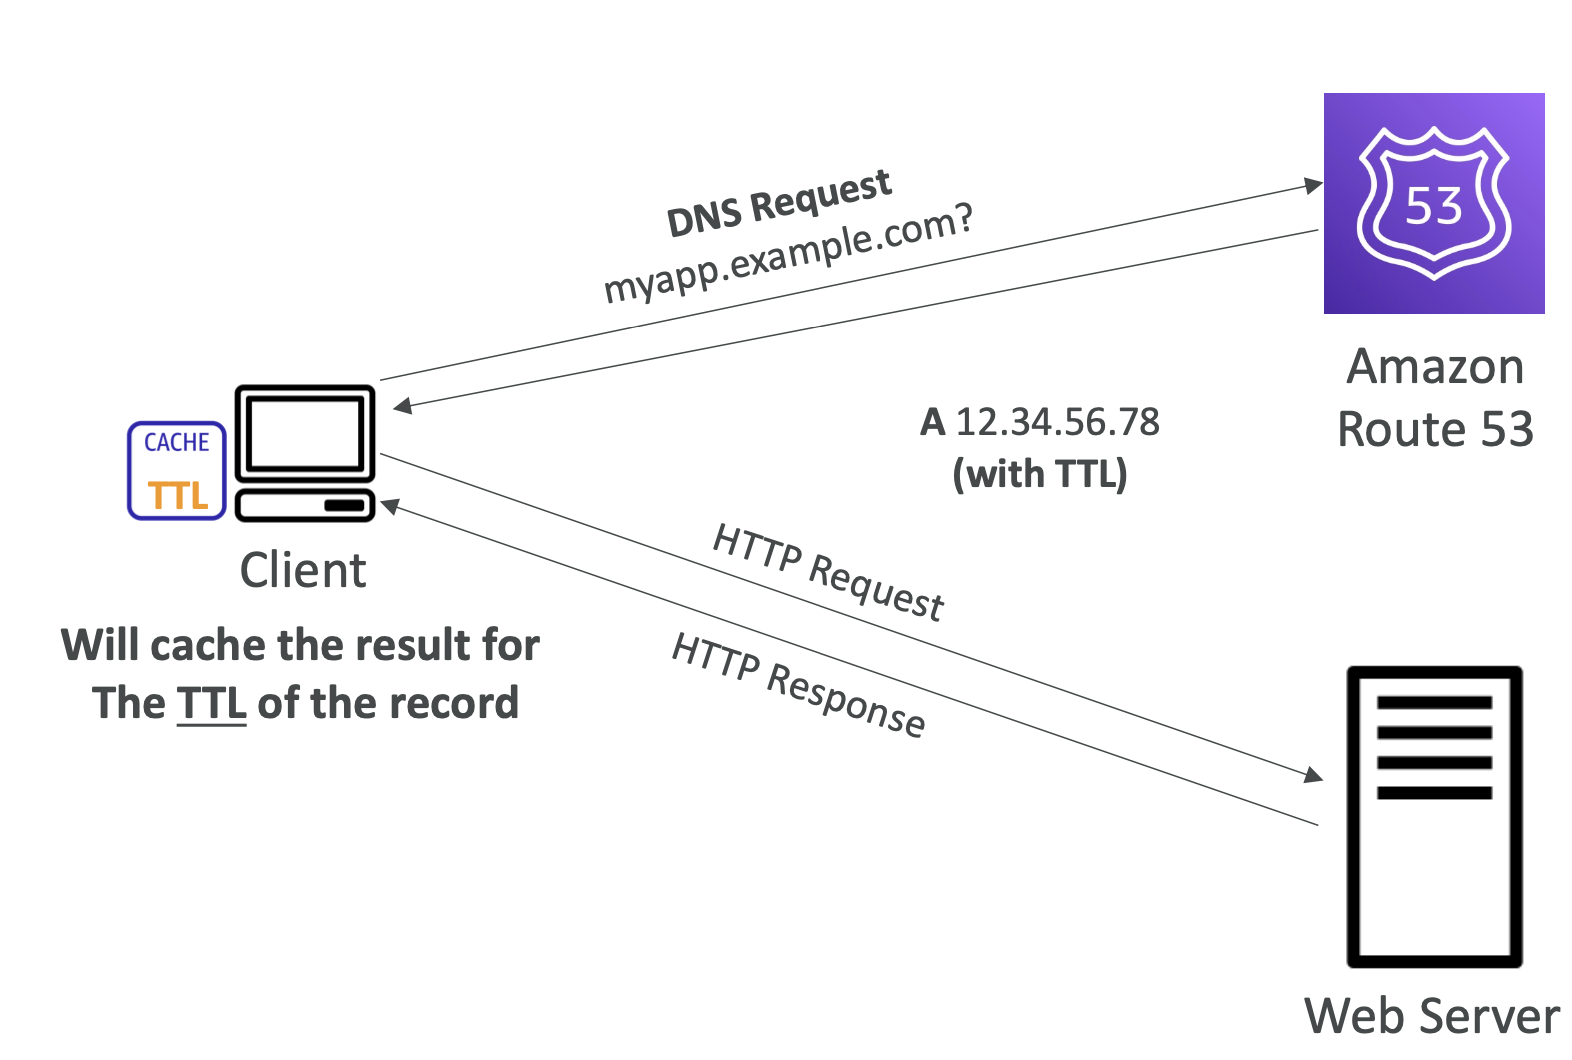 DNS Request
myapp.example.com?
53
Amazon
Route 53
A 12.34.56.78
(with TTL)
CACHE
TTL
Client
Will cache the result for
The TTL of the record
HTTP Request
HTTP Response
Web Server